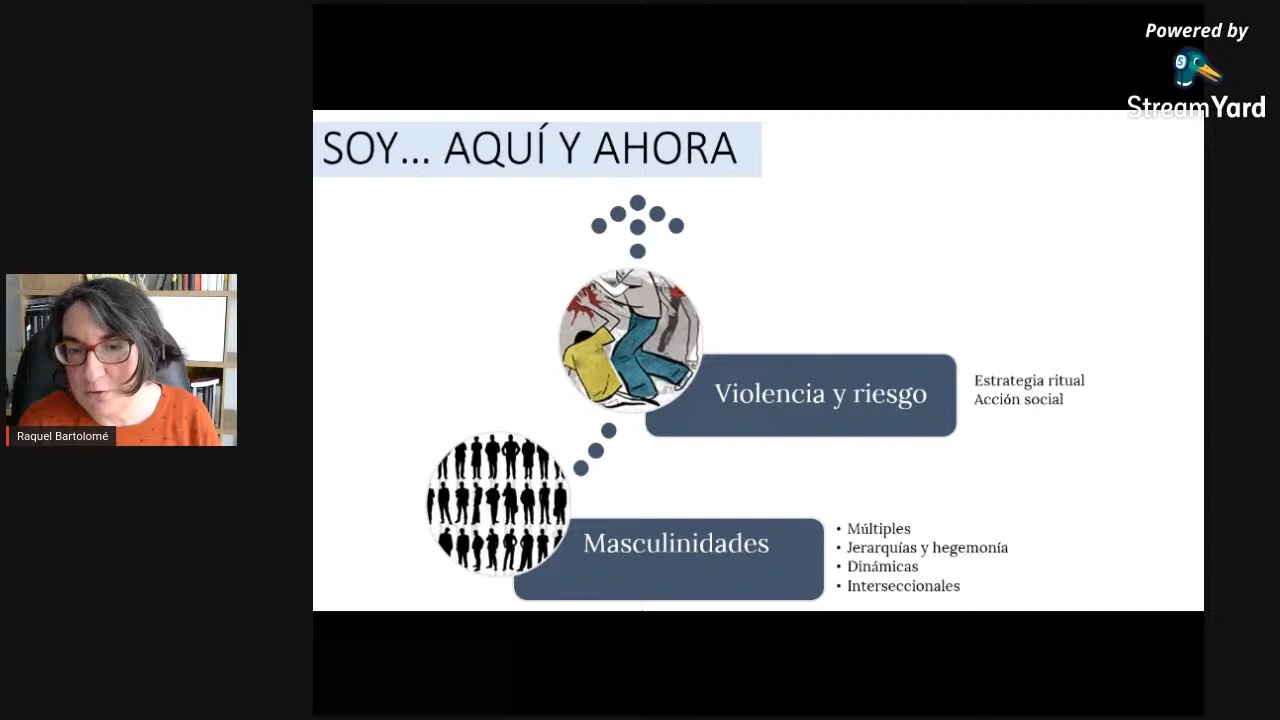 Powered by
StreamYard
SOY... AQUÍ Y AHORA
Violencia y riesgo
Estrategia ritual
Acción social
Raquel Bartolomé
Masculinidades
• Múltiples
• Jerarquías y hegemonía
• Dinámicas
• Interseccionales